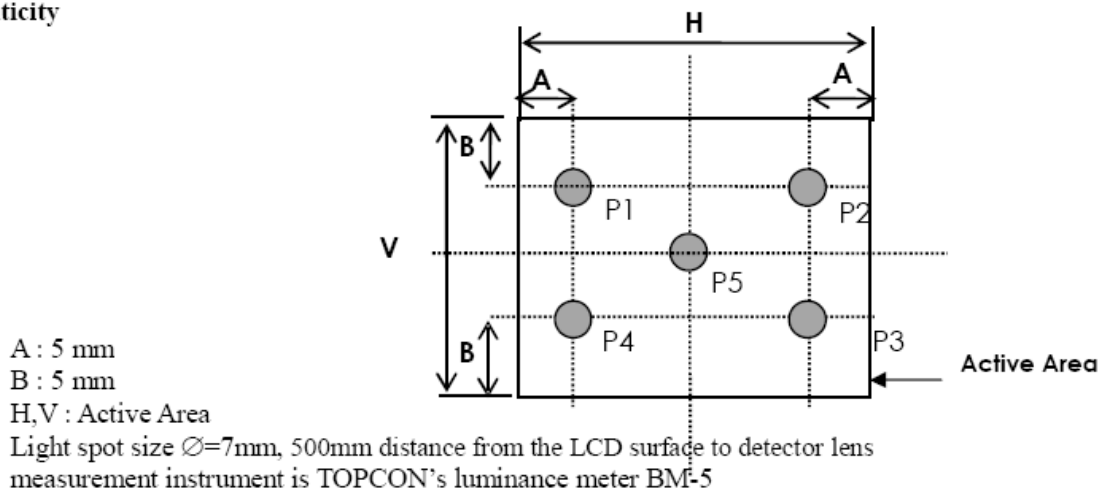 ticity
H
A A
B
P1 P2
V
P5
B P4 P3
Active Area
A : 5 mm
B : 5 mm
H,V : Active Area
Light spot size ∅=7mm, 500mm distance from the LCD surface to detector lens
measurement instrument is TOPCON’s luminance meter BM-5